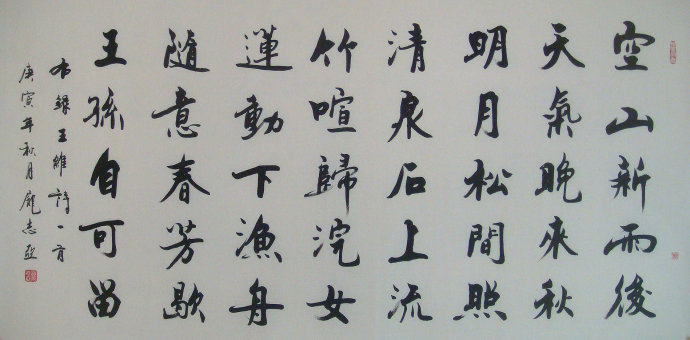 空山新雨後
天氣晚來秋
明月松間照
清泉石上流
竹喧歸浣女
蓮動下漁舟
隨意春芳歇
王孫自可留
右錄王維詩一首
庚寅年秋月龐志亞